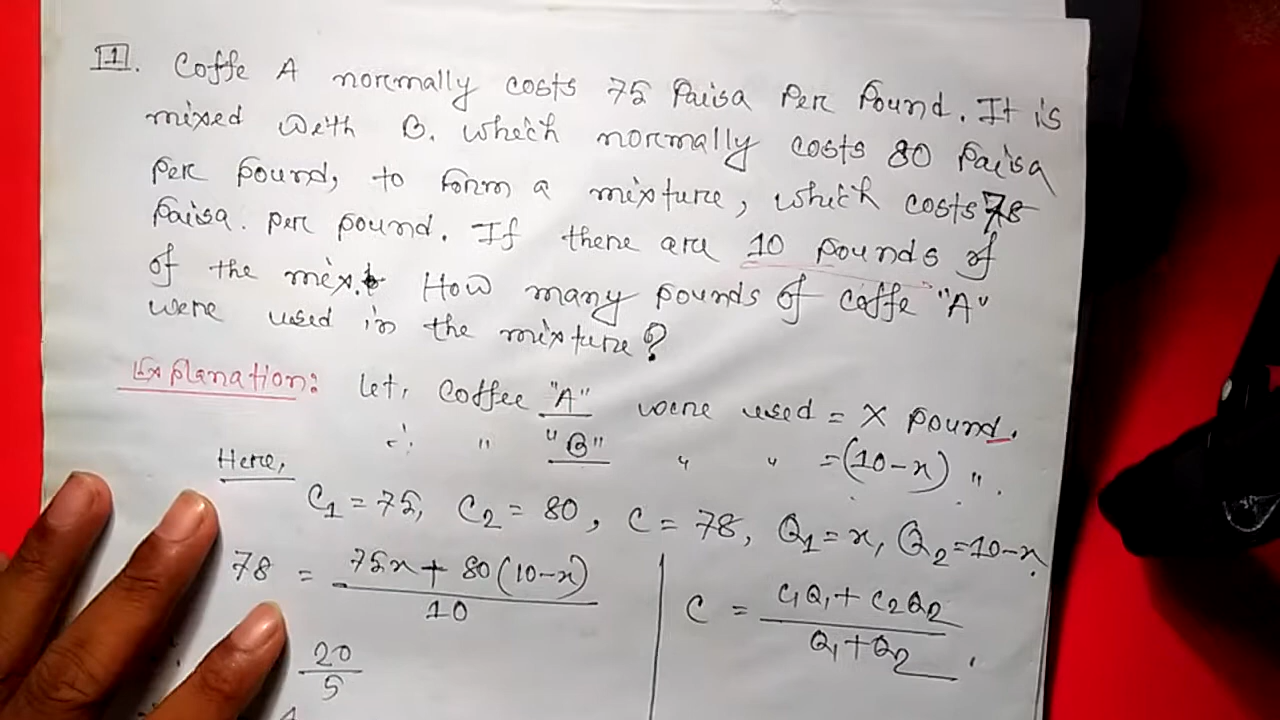 1. Coffe A normally costs 75 Paisa Per Pound. It is
mixed with B. which normally costs 80 Paisa
Per pound, to form a mixture, which costs 78
Paisa. per pound. If there are 10 pounds of
of the mix. How many pounds of coffe "A"
were used in the mixture?
Explanation: Let, Coffee "A" were used = x pound.
∴ " "B" " " = (10-x) ".
Here,
C₁ = 75, C₂ = 80, C = 78, Q₁ = x, Q₂ = 10-x.
78 = 75x + 80(10-x) / 10
C = C₁Q₁ + C₂Q₂ / Q₁ + Q₂.
20 / 5